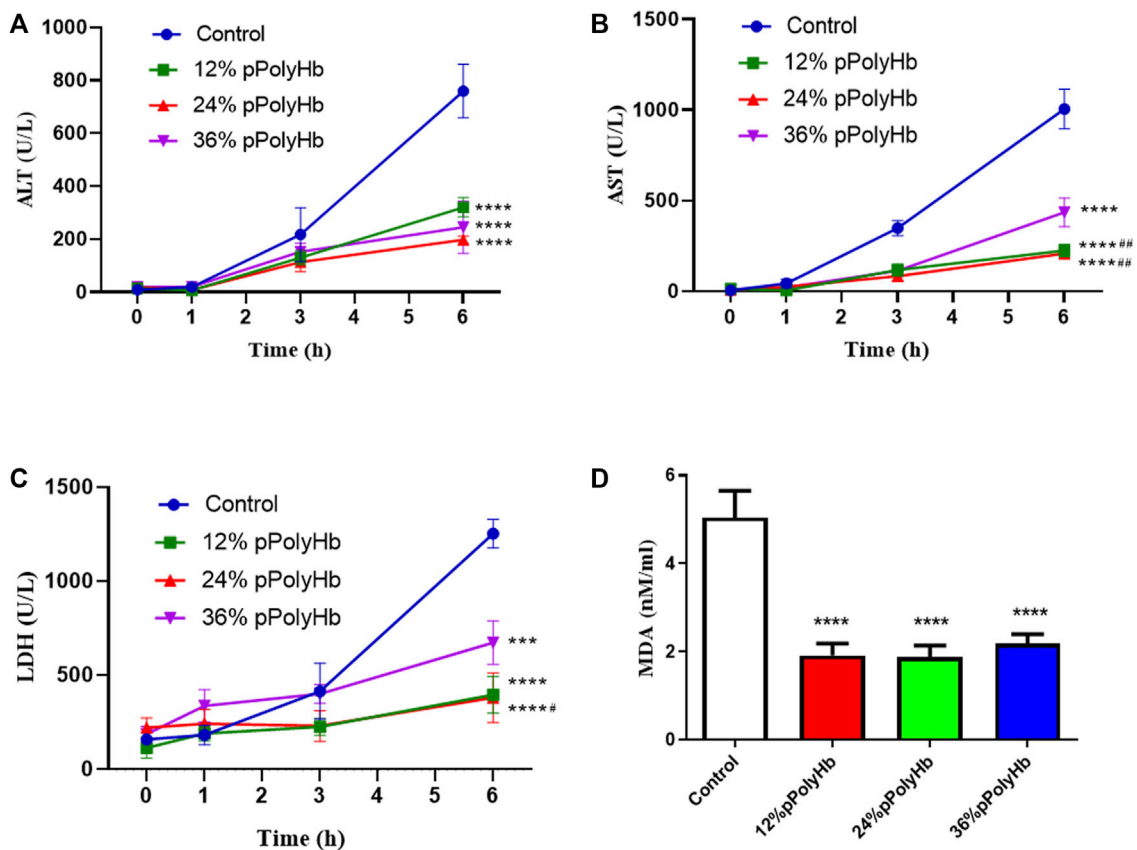 A
ALT (U/L)
1000
800
600
400
200
0
Control
12% pPolyHb
24% pPolyHb
36% pPolyHb
****
****
****
0 1 2 3 4 5 6
Time (h)
B
AST (U/L)
1500
1000
500
0
Control
12% pPolyHb
24% pPolyHb
36% pPolyHb
****
****##
****##
0 1 2 3 4 5 6
Time (h)
C
LDH (U/L)
1500
1000
500
0
Control
12% pPolyHb
24% pPolyHb
36% pPolyHb
***
****
****#
0 1 2 3 4 5 6
Time (h)
D
MDA (nM/ml)
6
4
2
0
****
****
****
Control
12%pPolyHb
24%pPolyHb
36%pPolyHb